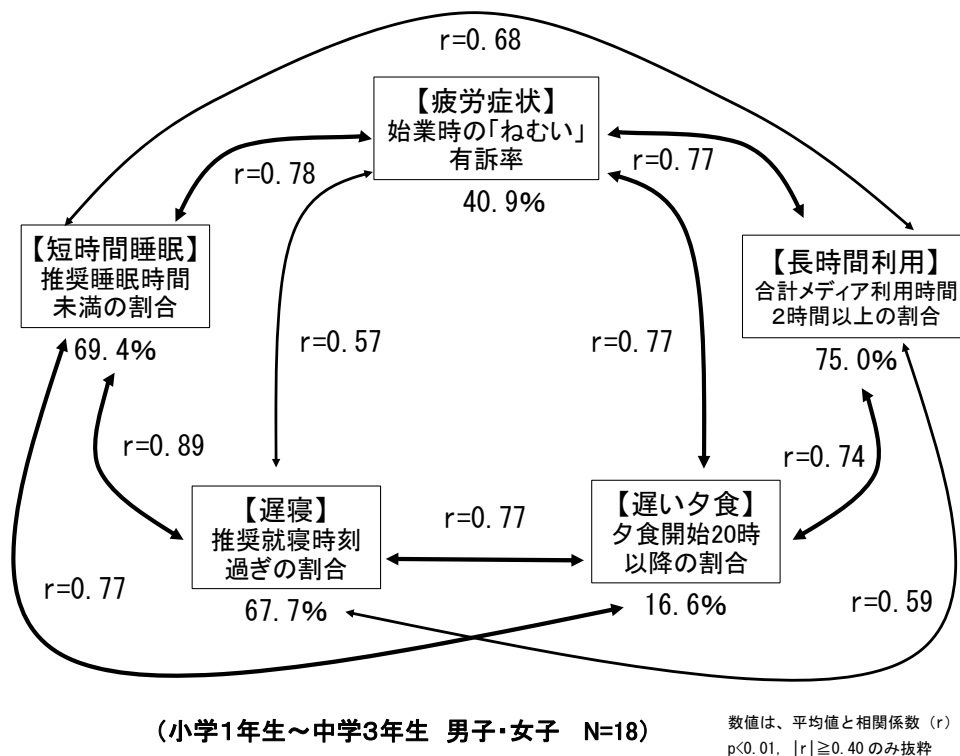 r=0.68
【疲労症状】
始業時の「ねむい」
有訴率
40.9%
r=0.78
r=0.77
【短時間睡眠】
推奨睡眠時間
未満の割合
69.4%
【長時間利用】
合計メディア利用時間
2時間以上の割合
75.0%
r=0.57
r=0.77
r=0.89
r=0.74
【遅寝】
推奨就寝時刻
過ぎの割合
67.7%
r=0.77
【遅い夕食】
夕食開始20時
以降の割合
16.6%
r=0.77
r=0.59
（小学1年生～中学3年生 男子・女子 N=18）
数値は、平均値と相関係数（r）
p<0.01, |r|≧0.40のみ抜粋